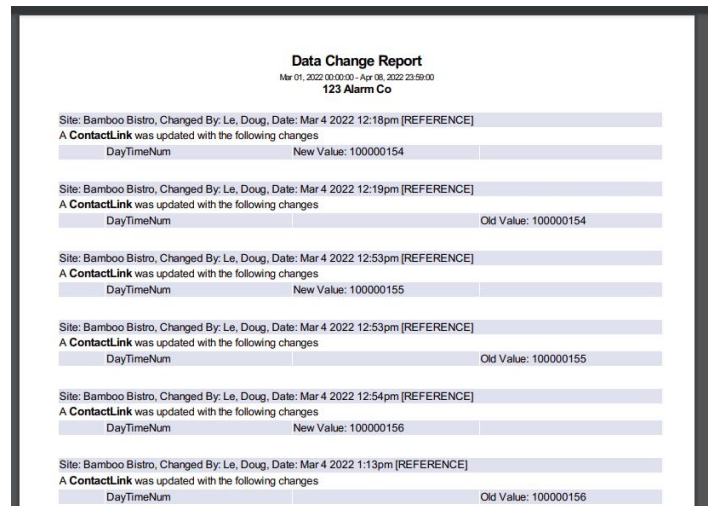 Data Change Report
Mar 01, 2022 00:00:00 - Apr 08, 2022 23:59:00
123 Alarm Co
Site: Bamboo Bistro, Changed By: Le, Doug, Date: Mar 4 2022 12:18pm [REFERENCE]
A ContactLink was updated with the following changes
DayTimeNum New Value: 100000154
Site: Bamboo Bistro, Changed By: Le, Doug, Date: Mar 4 2022 12:19pm [REFERENCE]
A ContactLink was updated with the following changes
DayTimeNum Old Value: 100000154
Site: Bamboo Bistro, Changed By: Le, Doug, Date: Mar 4 2022 12:53pm [REFERENCE]
A ContactLink was updated with the following changes
DayTimeNum New Value: 100000155
Site: Bamboo Bistro, Changed By: Le, Doug, Date: Mar 4 2022 12:53pm [REFERENCE]
A ContactLink was updated with the following changes
DayTimeNum Old Value: 100000155
Site: Bamboo Bistro, Changed By: Le, Doug, Date: Mar 4 2022 12:54pm [REFERENCE]
A ContactLink was updated with the following changes
DayTimeNum New Value: 100000156
Site: Bamboo Bistro, Changed By: Le, Doug, Date: Mar 4 2022 1:13pm [REFERENCE]
A ContactLink was updated with the following changes
DayTimeNum Old Value: 100000156